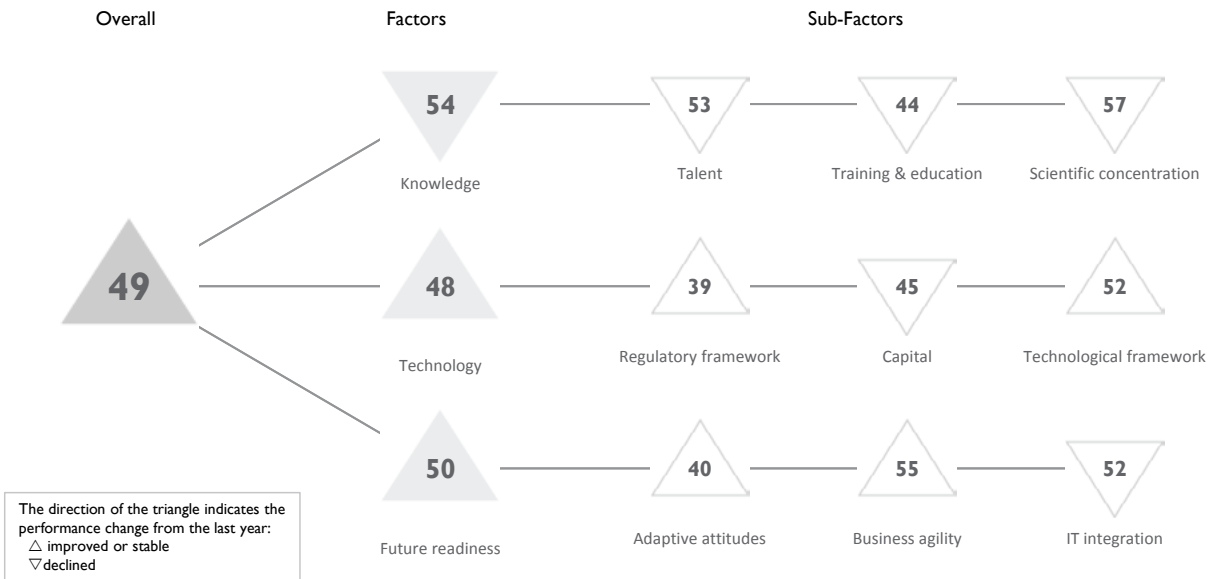 Overall
Factors
Sub-Factors
54
53
44
57
Knowledge
Talent
Training & education
Scientific concentration
49
48
39
45
52
Technology
Regulatory framework
Capital
Technological framework
50
40
55
52
Future readiness
Adaptive attitudes
Business agility
IT integration
The direction of the triangle indicates the
performance change from the last year:
△ improved or stable
▽declined